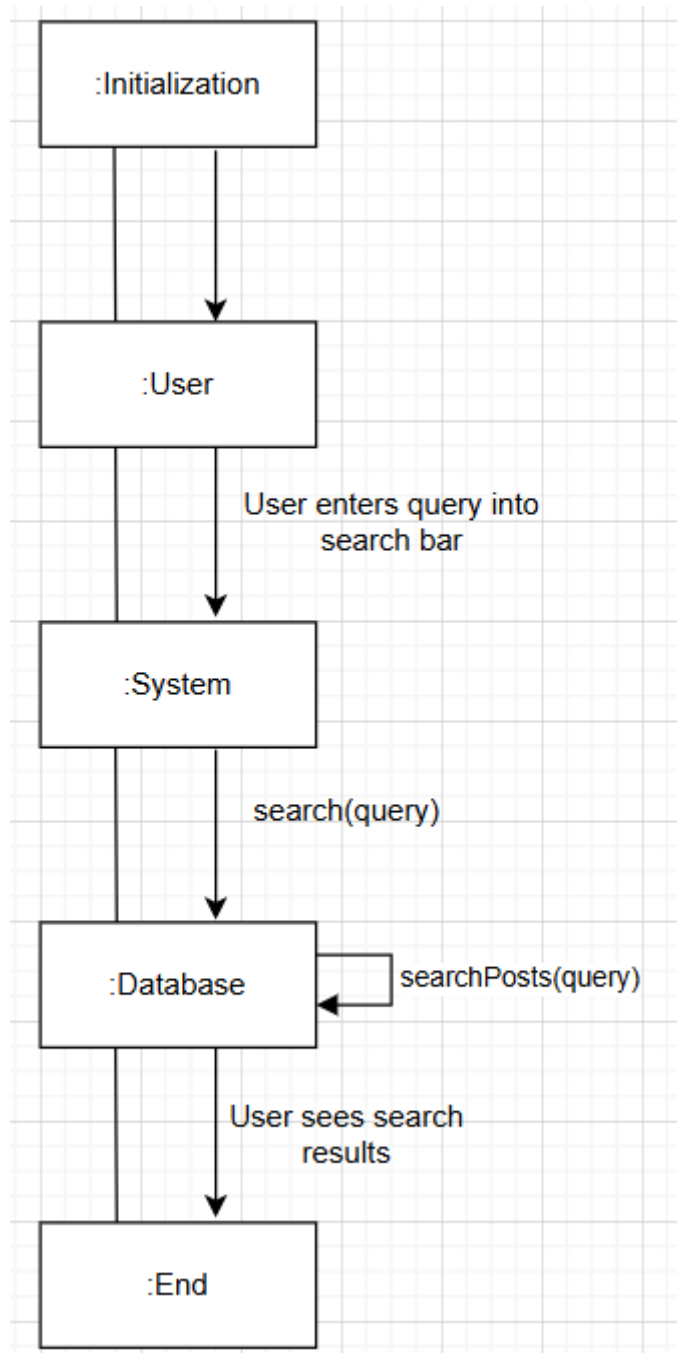 :Initialization
:User
User enters query into
search bar
:System
search(query)
:Database
searchPosts(query)
User sees search
results
:End